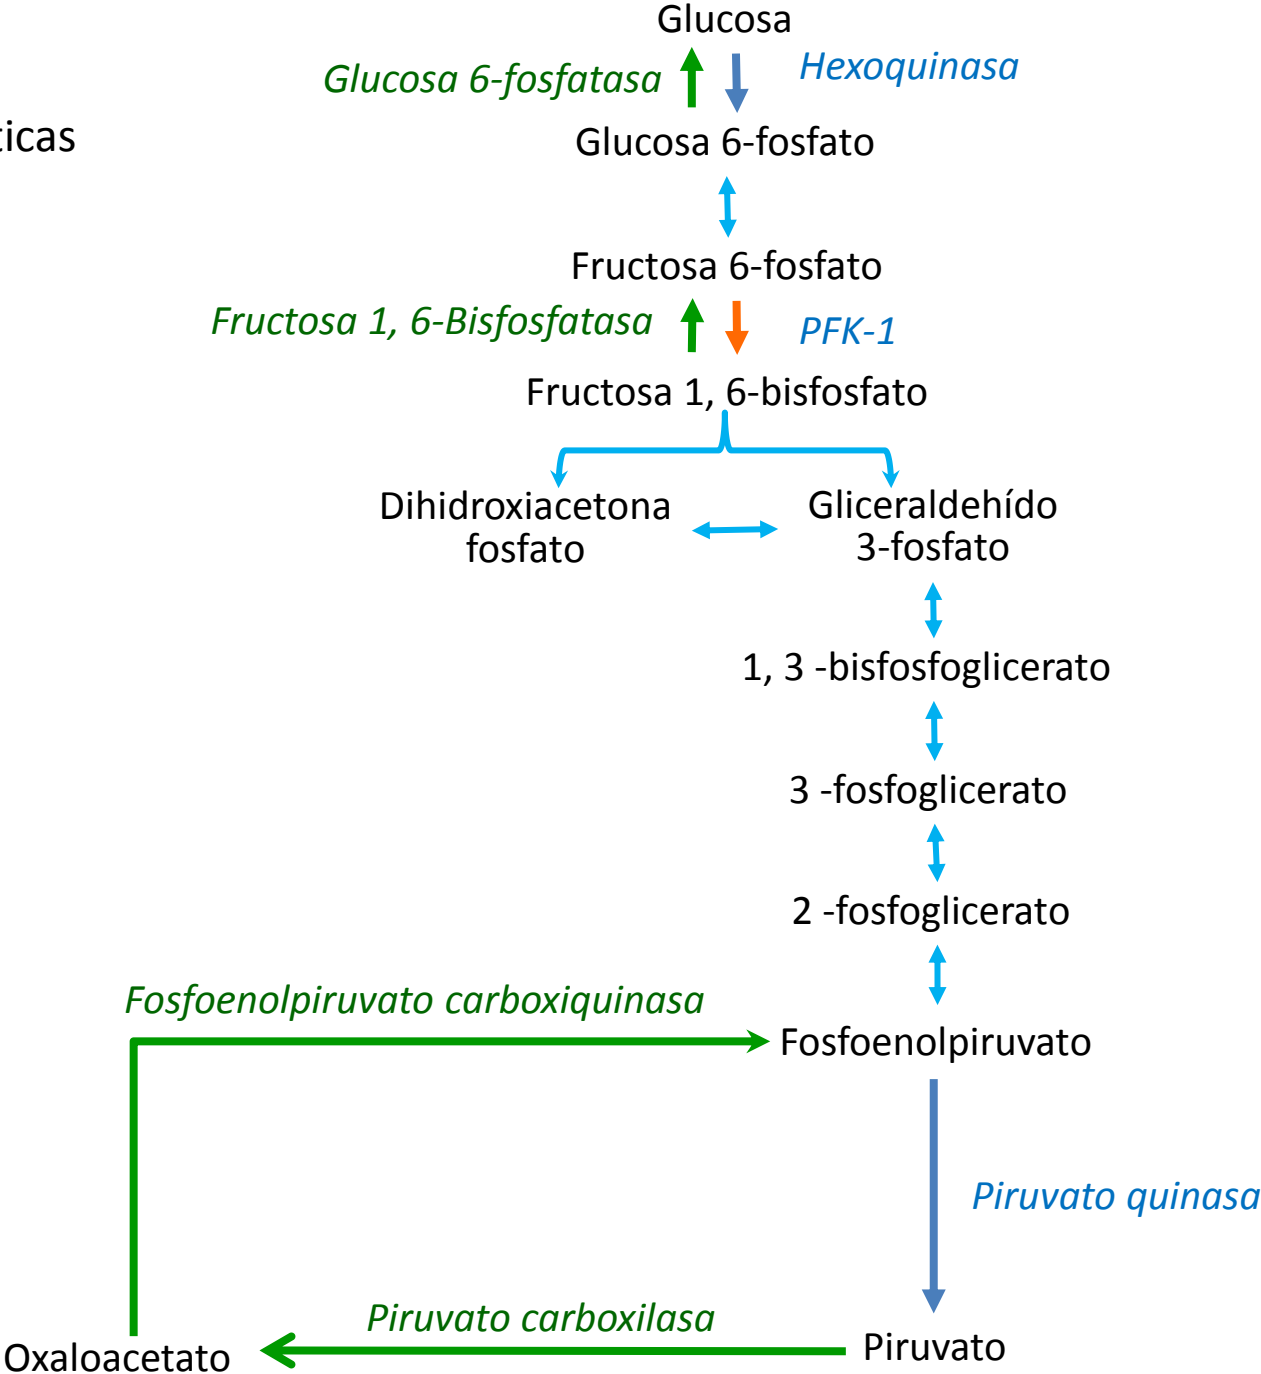 Glucosa
Glucosa 6-fosfatasa
Hexoquinasa
ticas
Glucosa 6-fosfato
Fructosa 6-fosfato
Fructosa 1, 6-Bisfosfatasa
PFK-1
Fructosa 1, 6-bisfosfato
Dihidroxiacetona
fosfato
Gliceraldehído
3-fosfato
1, 3 -bisfosfoglicerato
3 -fosfoglicerato
2 -fosfoglicerato
Fosfoenolpiruvato carboxiquinasa
Fosfoenolpiruvato
Piruvato quinasa
Piruvato carboxilasa
Oxaloacetato
Piruvato